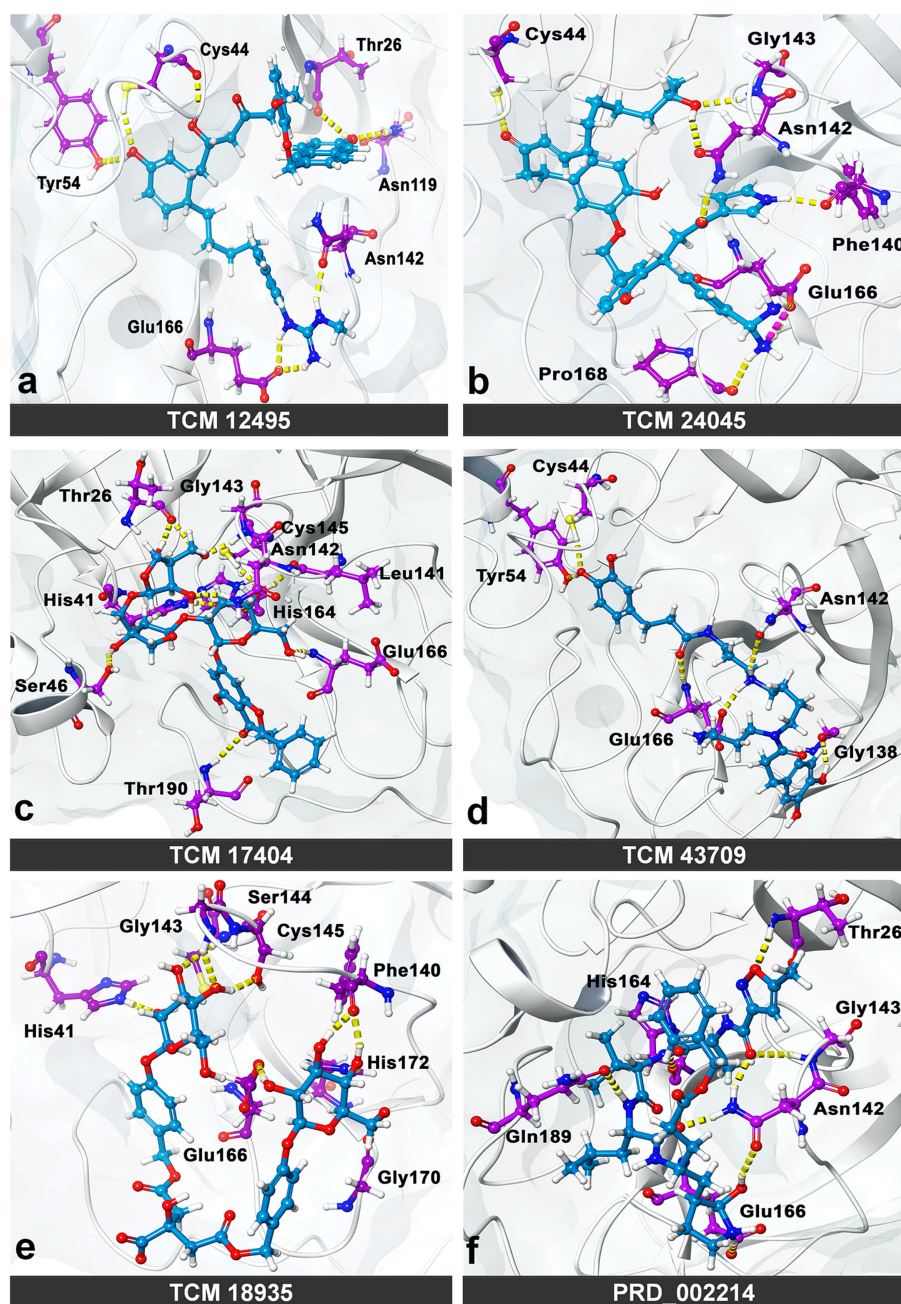 Cys44
Thr26
Tyr54
Asn119
Asn142
Glu166
a
TCM 12495
Cys44
Gly143
Asn142
Phe140
Glu166
Pro168
b
TCM 24045
Thr26
Gly143
Cys145
Asn142
Leu141
His41
His164
Glu166
Ser46
Thr190
c
TCM 17404
Cys44
Tyr54
Asn142
Glu166
Gly138
d
TCM 43709
Ser144
Gly143
Cys145
Phe140
His41
His172
Glu166
Gly170
e
TCM 18935
Thr26
His164
Gly143
Asn142
Gln189
Glu166
f
PRD_002214